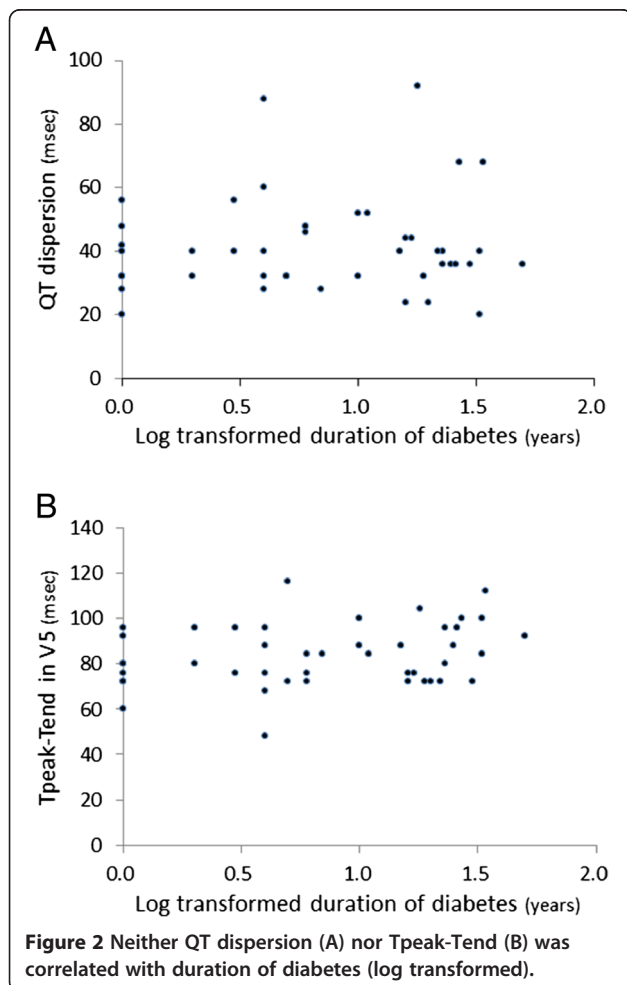 A
100
80
60
40
20
0
QT dispersion (msec)
0.0 0.5 1.0 1.5 2.0
Log transformed duration of diabetes (years)
B
140
120
100
80
60
40
20
0
Tpeak-Tend in V5 (msec)
0.0 0.5 1.0 1.5 2.0
Log transformed duration of diabetes (years)
Figure 2 Neither QT dispersion (A) nor Tpeak-Tend (B) was
correlated with duration of diabetes (log transformed).